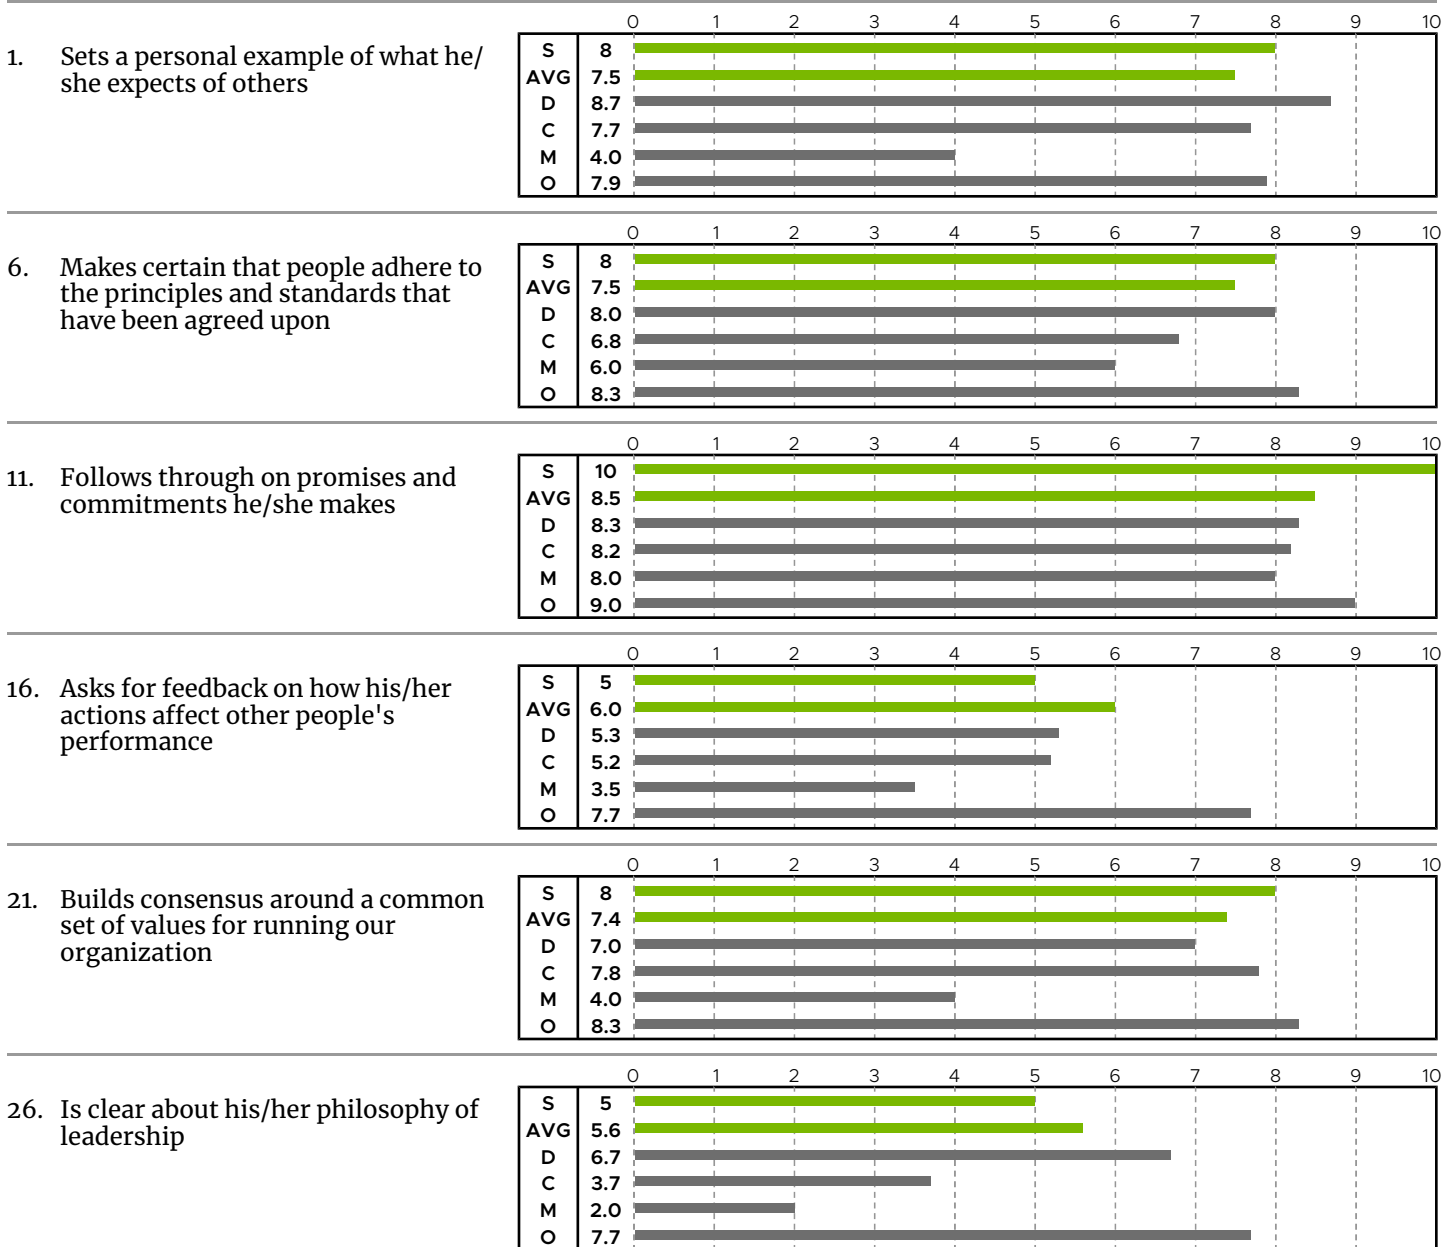 0 1 2 3 4 5 6 7 8 9 10
1. Sets a personal example of what he/
she expects of others
S 8
AVG 7.5
D 8.7
C 7.7
M 4.0
O 7.9
0 1 2 3 4 5 6 7 8 9 10
6. Makes certain that people adhere to
the principles and standards that
have been agreed upon
S 8
AVG 7.5
D 8.0
C 6.8
M 6.0
O 8.3
0 1 2 3 4 5 6 7 8 9 10
11. Follows through on promises and
commitments he/she makes
S 10
AVG 8.5
D 8.3
C 8.2
M 8.0
O 9.0
0 1 2 3 4 5 6 7 8 9 10
16. Asks for feedback on how his/her
actions affect other people's
performance
S 5
AVG 6.0
D 5.3
C 5.2
M 3.5
O 7.7
0 1 2 3 4 5 6 7 8 9 10
21. Builds consensus around a common
set of values for running our
organization
S 8
AVG 7.4
D 7.0
C 7.8
M 4.0
O 8.3
0 1 2 3 4 5 6 7 8 9 10
26. Is clear about his/her philosophy of
leadership
S 5
AVG 5.6
D 6.7
C 3.7
M 2.0
O 7.7